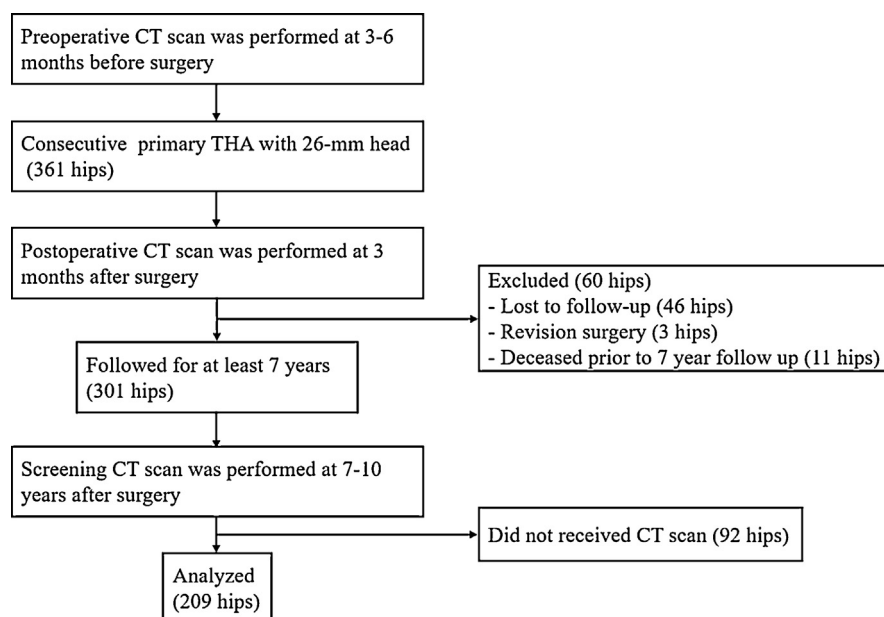 Preoperative CT scan was performed at 3-6
months before surgery
Consecutive primary THA with 26-mm head
(361 hips)
Postoperative CT scan was performed at 3
months after surgery
Excluded (60 hips)
- Lost to follow-up (46 hips)
- Revision surgery (3 hips)
- Deceased prior to 7 year follow up (11 hips)
Followed for at least 7 years
(301 hips)
Screening CT scan was performed at 7-10
years after surgery
Did not received CT scan (92 hips)
Analyzed
(209 hips)